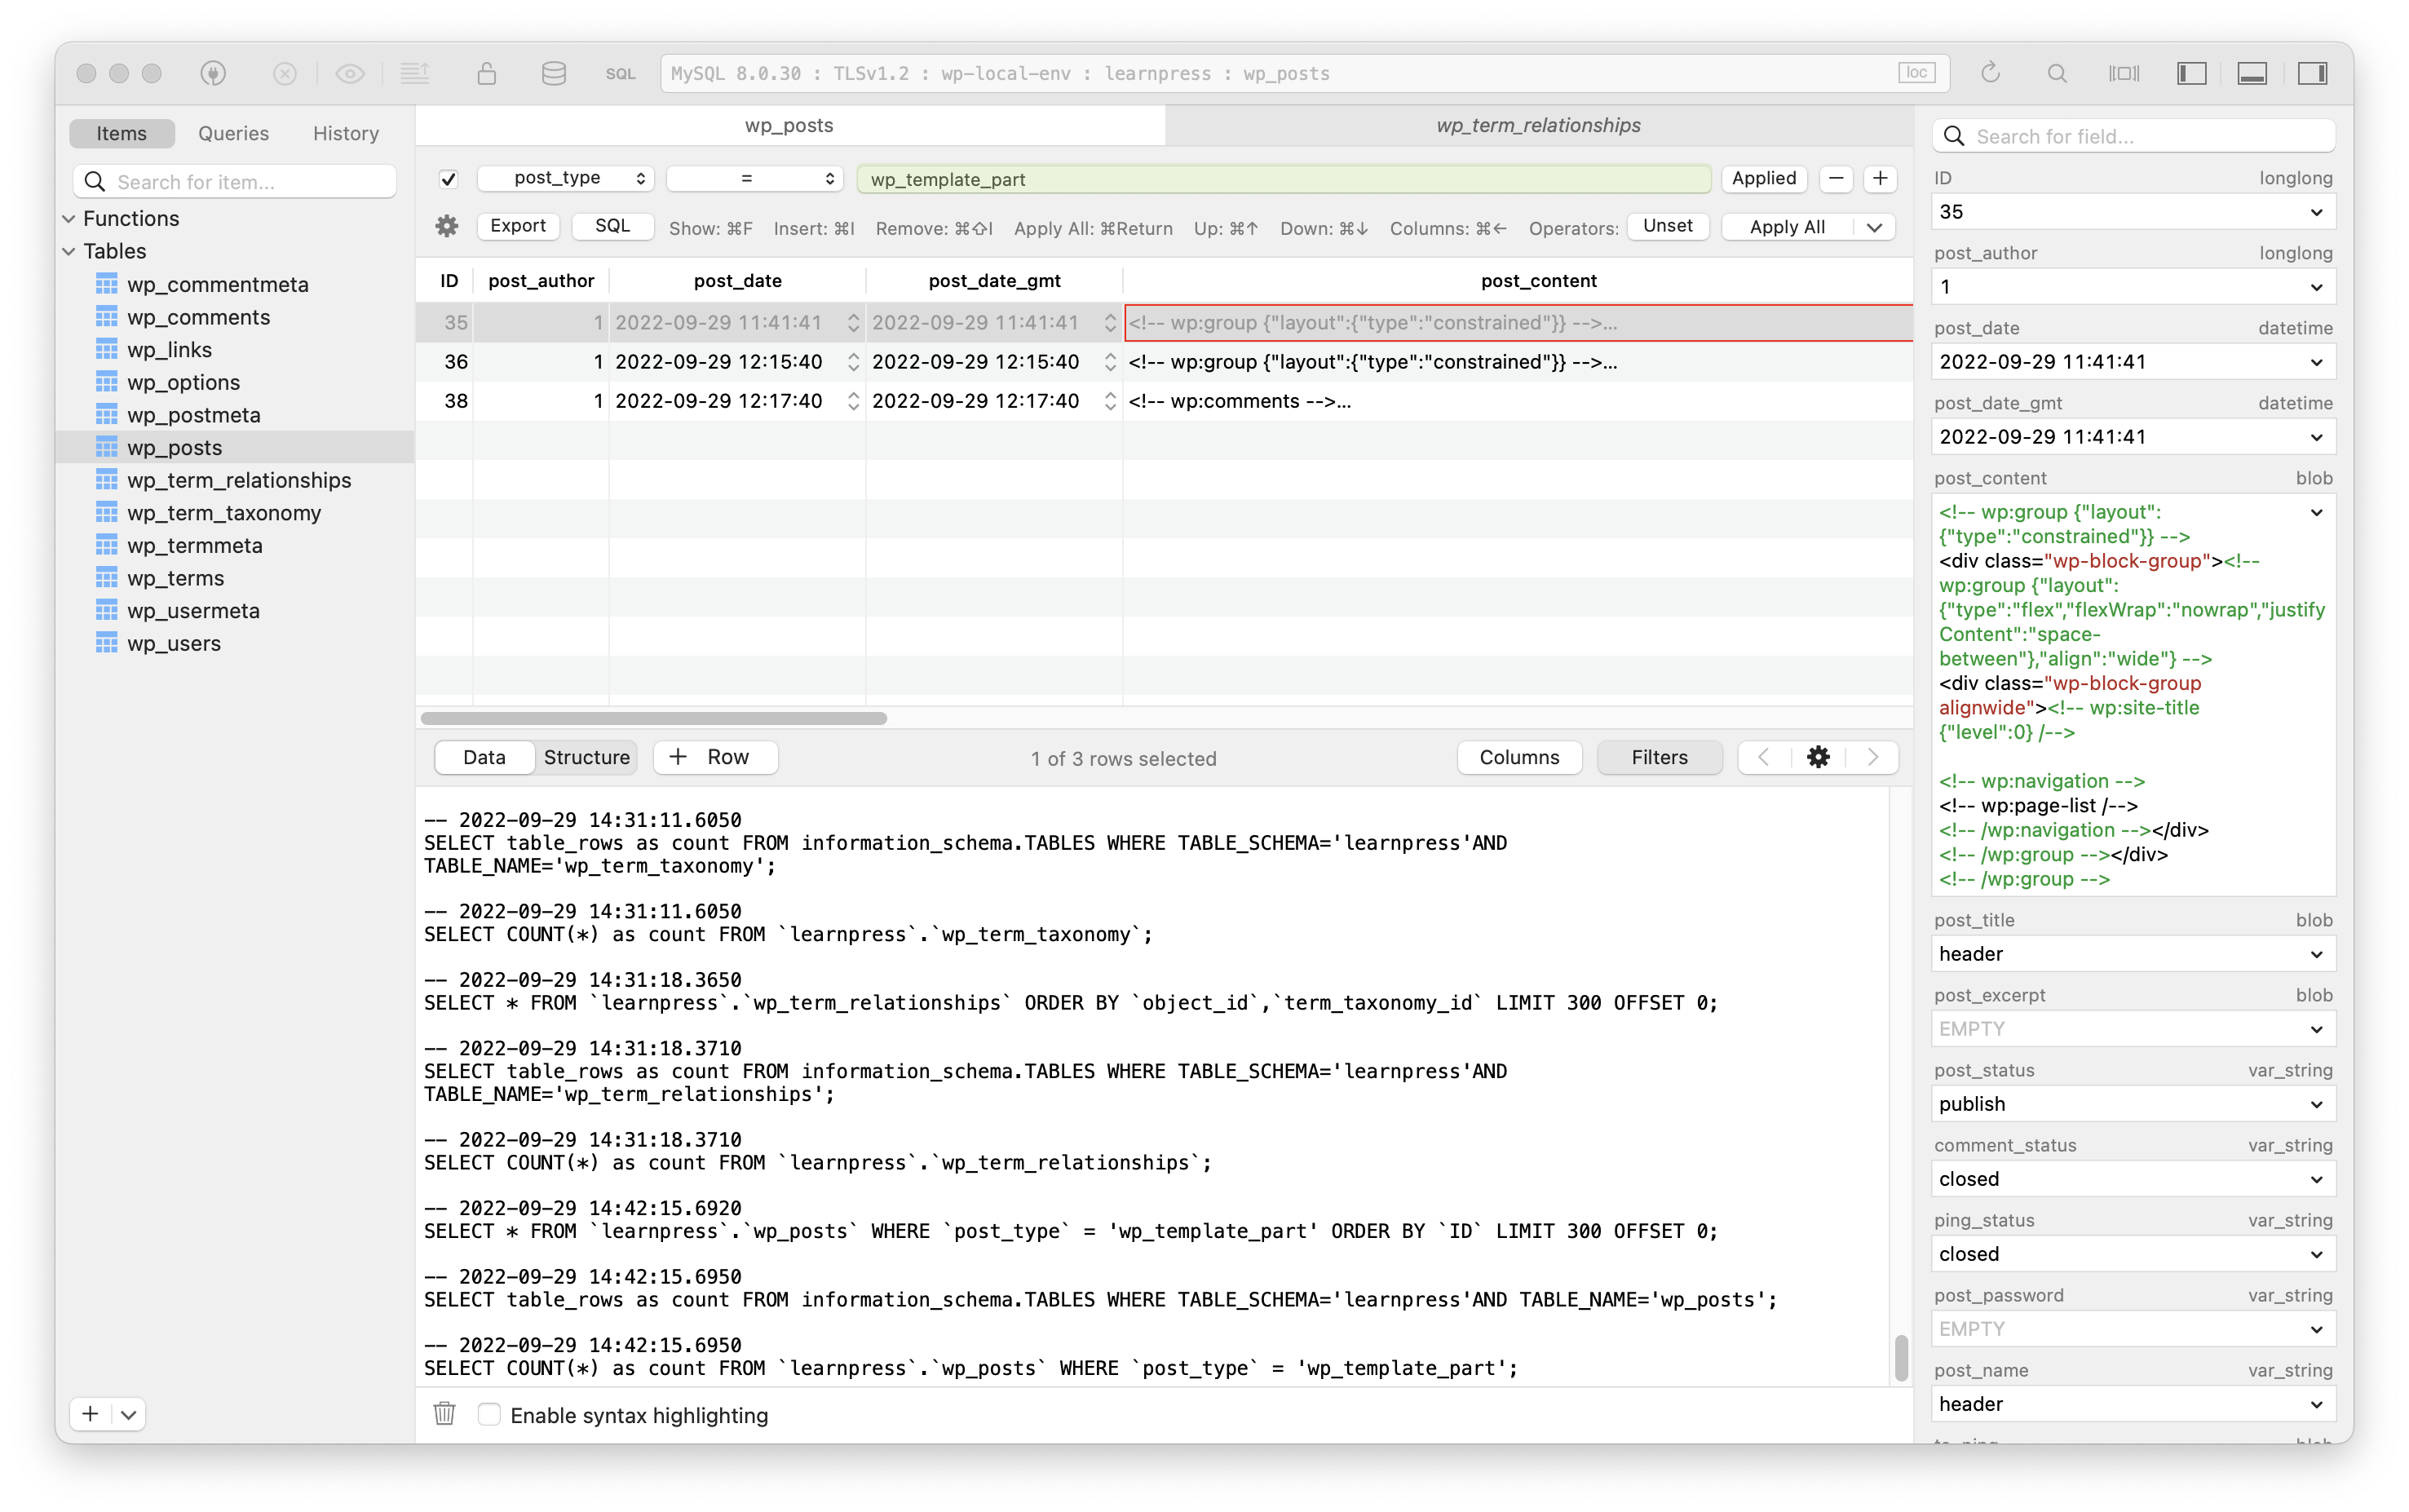 SQL
MySQL 8.0.30 : TLSv1.2 : wp-local-env : learnpress : wp_posts
loc
Items
Queries
History
Search for item...
Functions
Tables
wp_commentmeta
wp_comments
wp_links
wp_options
wp_postmeta
wp_posts
wp_term_relationships
wp_term_taxonomy
wp_termmeta
wp_terms
wp_usermeta
wp_users
wp_posts
wp_term_relationships
post_type
=
wp_template_part
Applied
Export
SQL
Show: ⌘F Insert: ⌘I Remove: ⌘⇧I Apply All: ⌘Return Up: ⌘↑ Down: ⌘↓ Columns: ⌘← Operators:
Unset
Apply All
ID post_author post_date post_date_gmt post_content
35 1 2022-09-29 11:41:41 2022-09-29 11:41:41 <!-- wp:group {"layout":{"type":"constrained"}} -->...
36 1 2022-09-29 12:15:40 2022-09-29 12:15:40 <!-- wp:group {"layout":{"type":"constrained"}} -->...
38 1 2022-09-29 12:17:40 2022-09-29 12:17:40 <!-- wp:comments -->...
Data
Structure
+ Row
1 of 3 rows selected
Columns
Filters
-- 2022-09-29 14:31:11.6050
SELECT table_rows as count FROM information_schema.TABLES WHERE TABLE_SCHEMA='learnpress'AND
TABLE_NAME='wp_term_taxonomy';
-- 2022-09-29 14:31:11.6050
SELECT COUNT(*) as count FROM `learnpress`.`wp_term_taxonomy`;
-- 2022-09-29 14:31:18.3650
SELECT * FROM `learnpress`.`wp_term_relationships` ORDER BY `object_id`,`term_taxonomy_id` LIMIT 300 OFFSET 0;
-- 2022-09-29 14:31:18.3710
SELECT table_rows as count FROM information_schema.TABLES WHERE TABLE_SCHEMA='learnpress'AND
TABLE_NAME='wp_term_relationships';
-- 2022-09-29 14:31:18.3710
SELECT COUNT(*) as count FROM `learnpress`.`wp_term_relationships`;
-- 2022-09-29 14:42:15.6920
SELECT * FROM `learnpress`.`wp_posts` WHERE `post_type` = 'wp_template_part' ORDER BY `ID` LIMIT 300 OFFSET 0;
-- 2022-09-29 14:42:15.6950
SELECT table_rows as count FROM information_schema.TABLES WHERE TABLE_SCHEMA='learnpress'AND TABLE_NAME='wp_posts';
-- 2022-09-29 14:42:15.6950
SELECT COUNT(*) as count FROM `learnpress`.`wp_posts` WHERE `post_type` = 'wp_template_part';
Enable syntax highlighting
Search for field...
ID longlong
35
post_author longlong
1
post_date datetime
2022-09-29 11:41:41
post_date_gmt datetime
2022-09-29 11:41:41
post_content blob
<!-- wp:group {"layout":
{"type":"constrained"}} -->
<div class="wp-block-group"><!--
wp:group {"layout":
{"type":"flex","flexWrap":"nowrap","justify
Content":"space-
between"},"align":"wide"} -->
<div class="wp-block-group
alignwide"><!-- wp:site-title
{"level":0} /-->
<!-- wp:navigation -->
<!-- wp:page-list /-->
<!-- /wp:navigation --></div>
<!-- /wp:group --></div>
<!-- /wp:group -->
post_title blob
header
post_excerpt blob
EMPTY
post_status var_string
publish
comment_status var_string
closed
ping_status var_string
closed
post_password var_string
EMPTY
post_name var_string
header